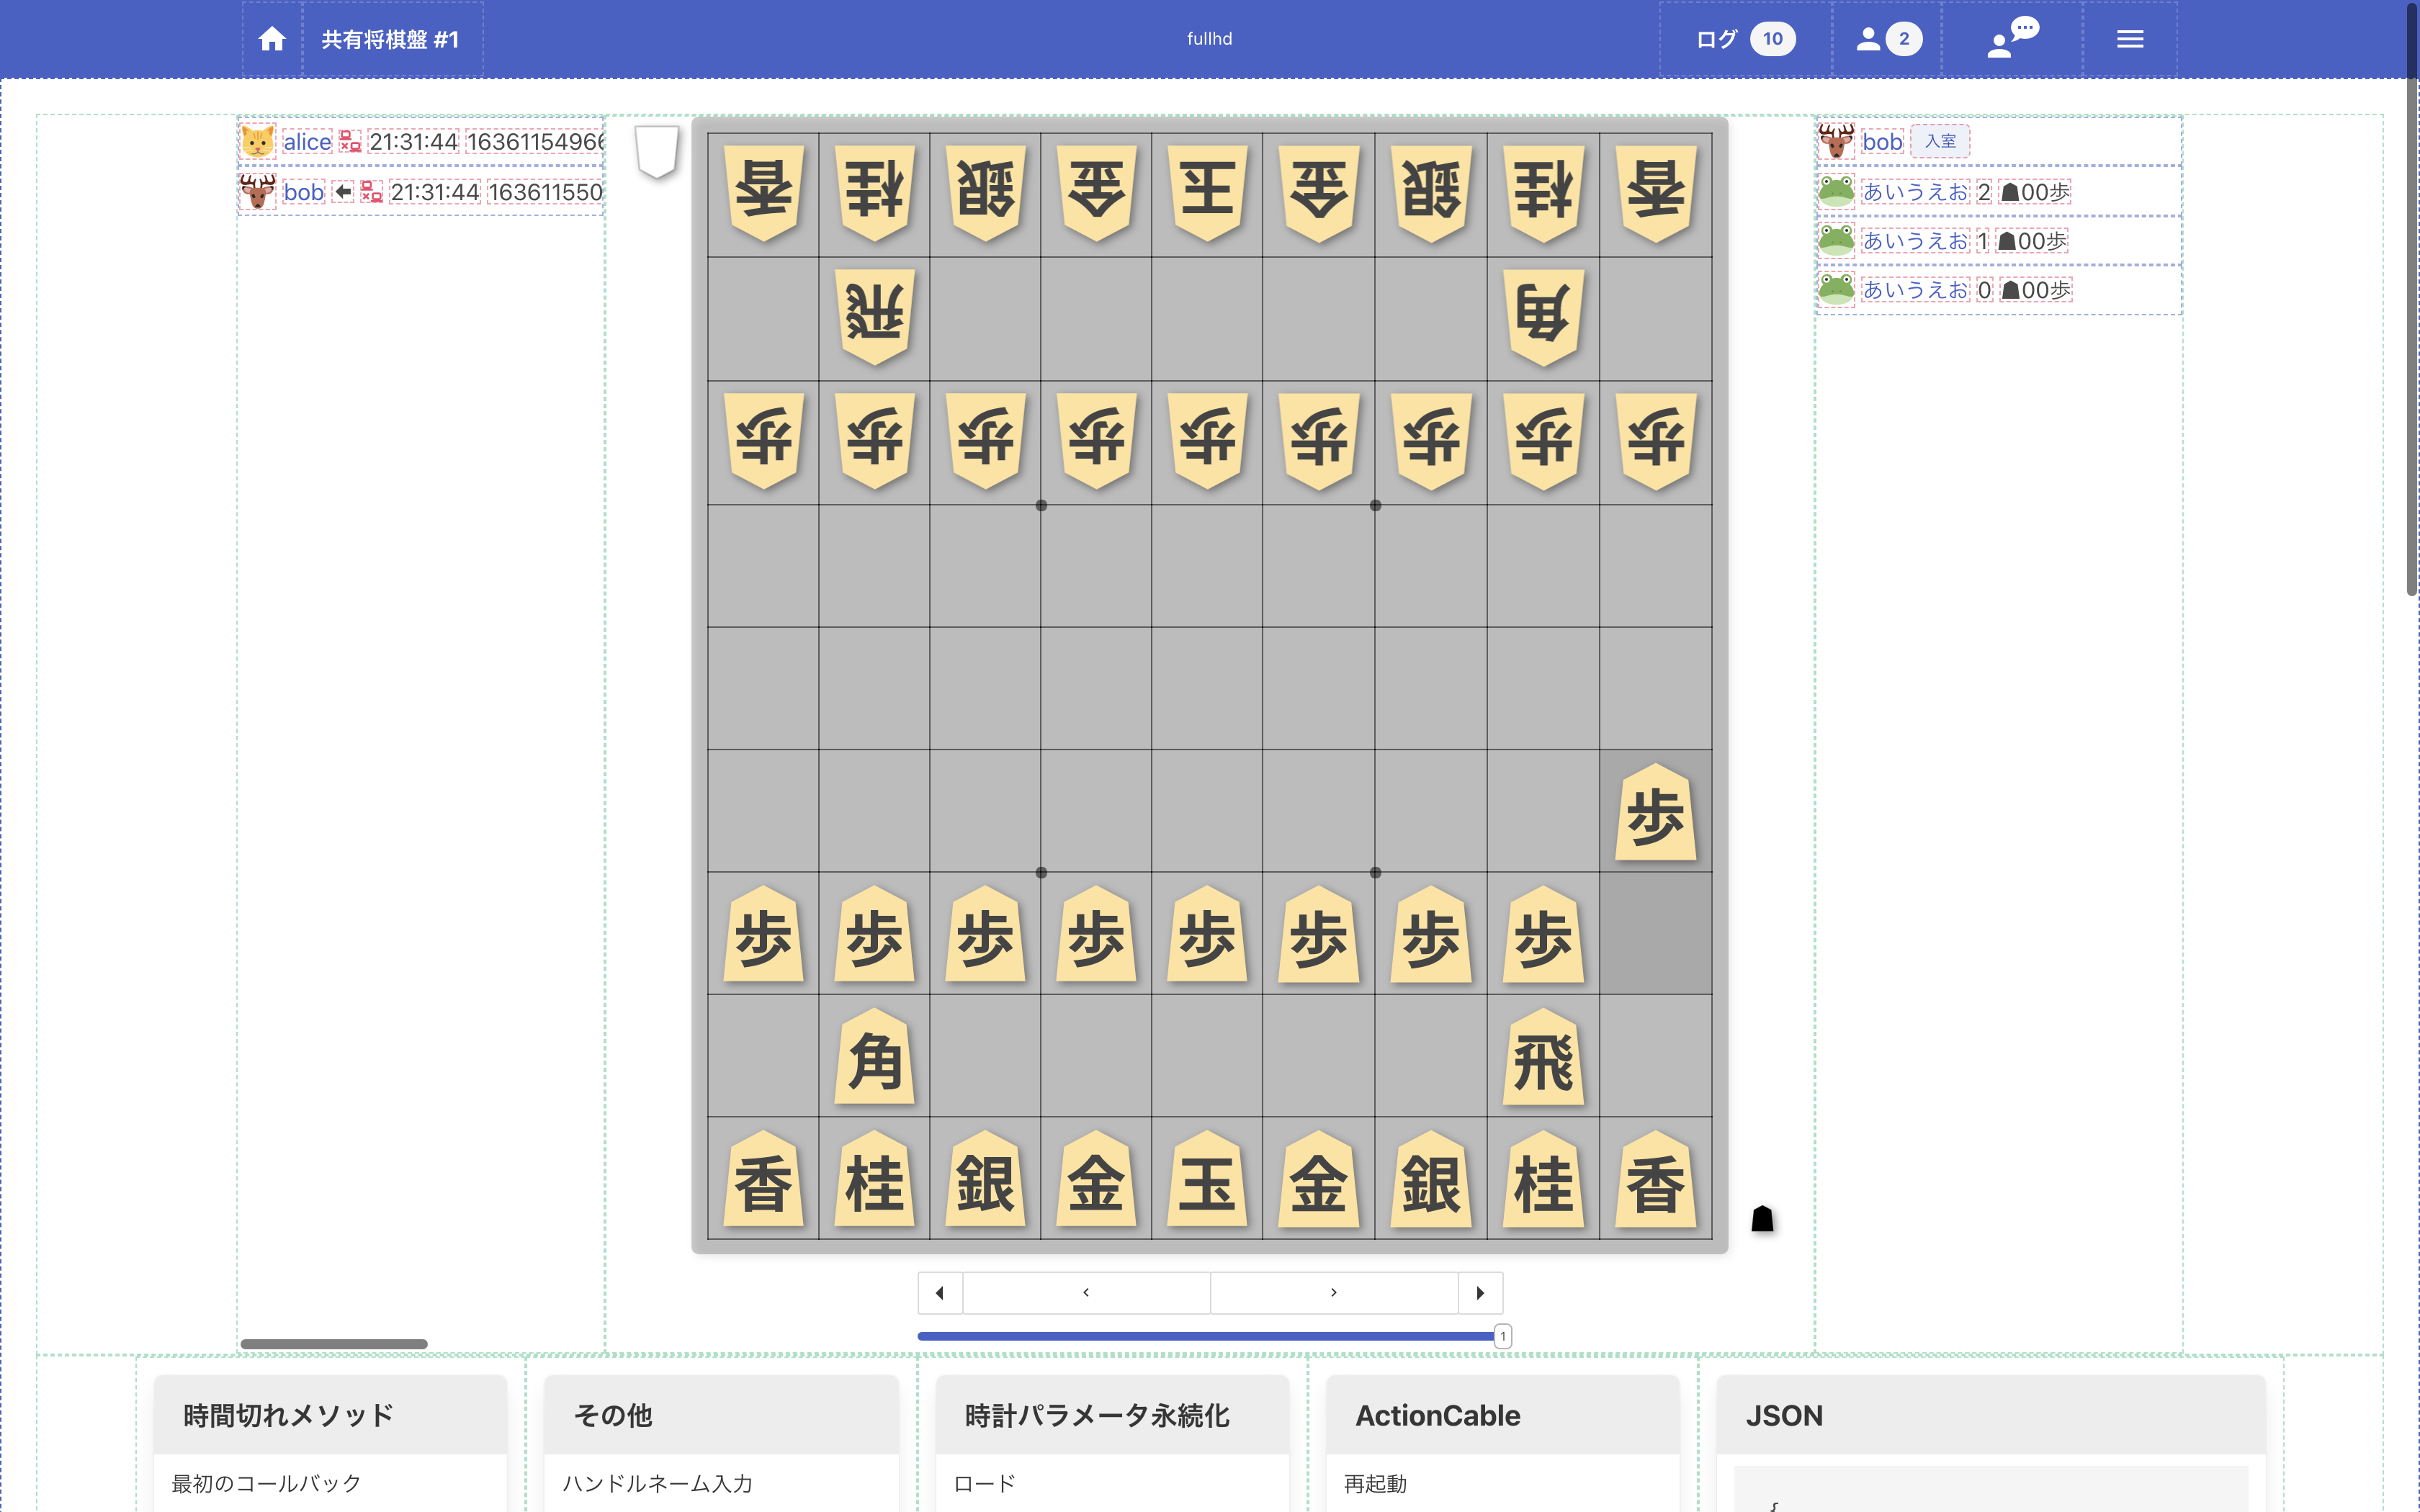 共有将棋盤 #1
fullhd
ログ 10
2
alice 21:31:44 16361154966
bob 21:31:44 163611550
bob 入室
あいうえお 2 ☗00歩
あいうえお 1 ☗00歩
あいうえお 0 ☗00歩
香 桂 銀 金 玉 金 銀 桂 香
飛 角
歩 歩 歩 歩 歩 歩 歩 歩 歩
歩
歩 歩 歩 歩 歩 歩 歩 歩
角 飛
香 桂 銀 金 玉 金 銀 桂 香
1
時間切れメソッド
最初のコールバック
その他
ハンドルネーム入力
時計パラメータ永続化
ロード
ActionCable
再起動
JSON
{